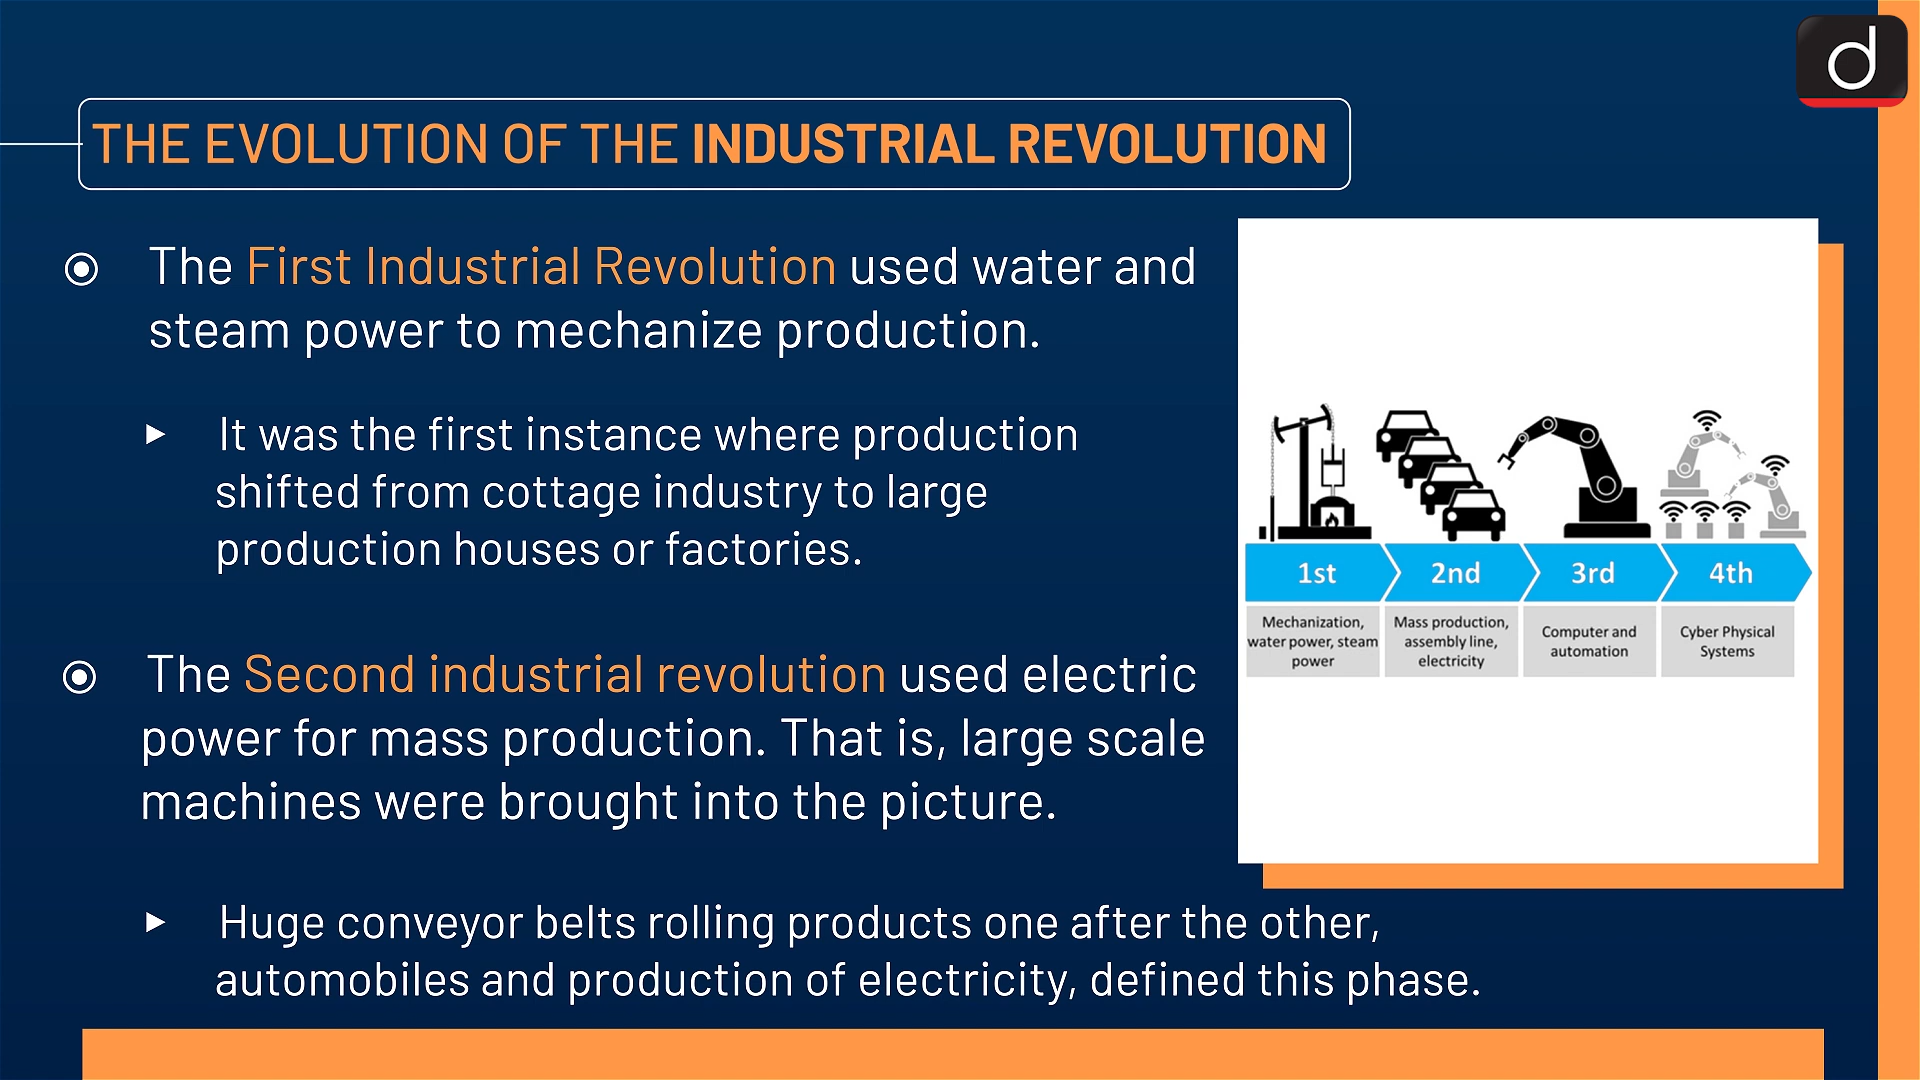 d
THE EVOLUTION OF THE INDUSTRIAL REVOLUTION
The First Industrial Revolution used water and
steam power to mechanize production.
It was the first instance where production
shifted from cottage industry to large
production houses or factories.
The Second industrial revolution used electric
power for mass production. That is, large scale
machines were brought into the picture.
Huge conveyor belts rolling products one after the other,
automobiles and production of electricity, defined this phase.
1st
2nd
3rd
4th
Mechanization,
water power, steam
power
Mass production,
assembly line,
electricity
Computer and
automation
Cyber Physical
Systems